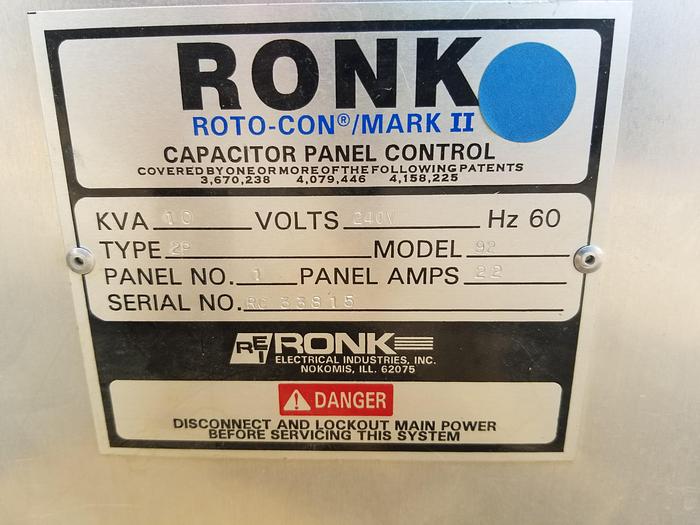 RONK
ROTO-CON®/MARK II
CAPACITOR PANEL CONTROL
COVERED BY ONE OR MORE OF THE FOLLOWING PATENTS
3,670,238 4,079,446 4,158,225
KVA 10 VOLTS 240V Hz 60
TYPE 2P MODEL 92
PANEL NO. 1 PANEL AMPS 22
SERIAL NO. RC 33815
REI RONK
ELECTRICAL INDUSTRIES, INC.
NOKOMIS, ILL. 62075
DANGER
DISCONNECT AND LOCKOUT MAIN POWER
BEFORE SERVICING THIS SYSTEM